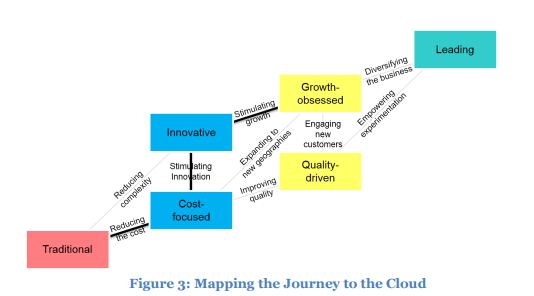 Leading
Diversifying
the business
Growth-
obsessed
Empowering
experimentation
Stimulating
growth
Innovative
Expanding to
new geographies
Engaging
new
customers
Quality-
driven
Stimulating
Innovation
Reducing
complexity
Improving
quality
Cost-
focused
Reducing
the cost
Traditional
Figure 3: Mapping the Journey to the Cloud